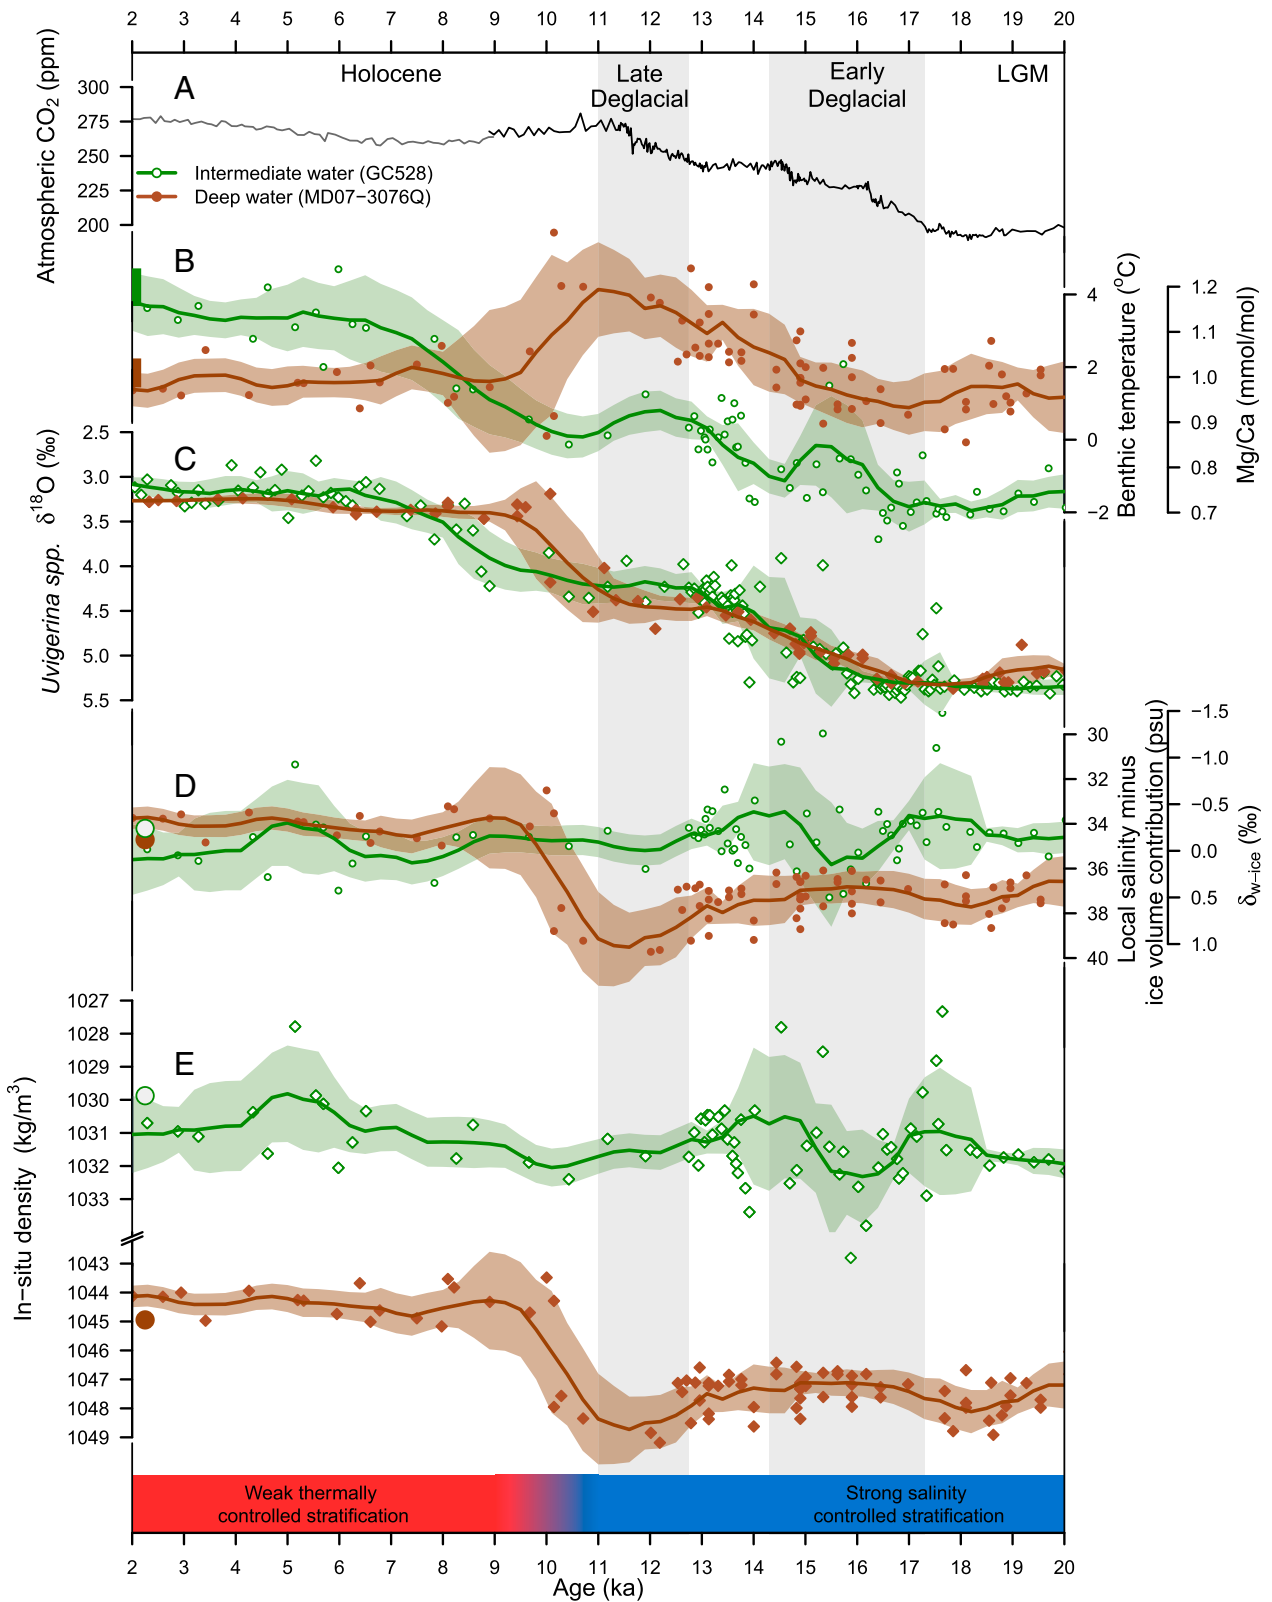 2 3 4 5 6 7 8 9 10 11 12 13 14 15 16 17 18 19 20
Atmospheric CO2 (ppm)
300
275
250
225
200
A
Holocene
Late
Deglacial
Early
Deglacial
LGM
Intermediate water (GC528)
Deep water (MD07−3076Q)
B
4
2
0
−2
Benthic temperature (°C)
1.2
1.1
1.0
0.9
0.8
0.7
Mg/Ca (mmol/mol)
Uvigerina spp. δ18O (‰)
2.5
3.0
3.5
4.0
4.5
5.0
5.5
C
D
30
32
34
36
38
40
Local salinity minus
ice volume contribution (psu)
−1.5
−1.0
−0.5
0.0
0.5
1.0
δw−ice (‰)
In−situ density (kg/m3)
1027
1028
1029
1030
1031
1032
1033
1043
1044
1045
1046
1047
1048
1049
E
Weak thermally
controlled stratification
Strong salinity
controlled stratification
2 3 4 5 6 7 8 9 10 11 12 13 14 15 16 17 18 19 20
Age (ka)